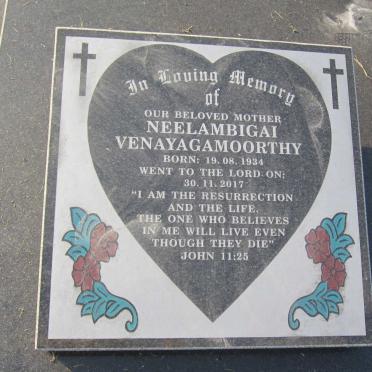 In Loving Memory
of
OUR BELOVED MOTHER
NEELAMBIGAI
VENAYAGAMOORTHY
BORN: 19.08.1934
WENT TO THE LORD ON:
30.11.2017
"I AM THE RESURRECTION
AND THE LIFE.
THE ONE WHO BELIEVES
IN ME WILL LIVE EVEN
THOUGH THEY DIE"
JOHN 11:25